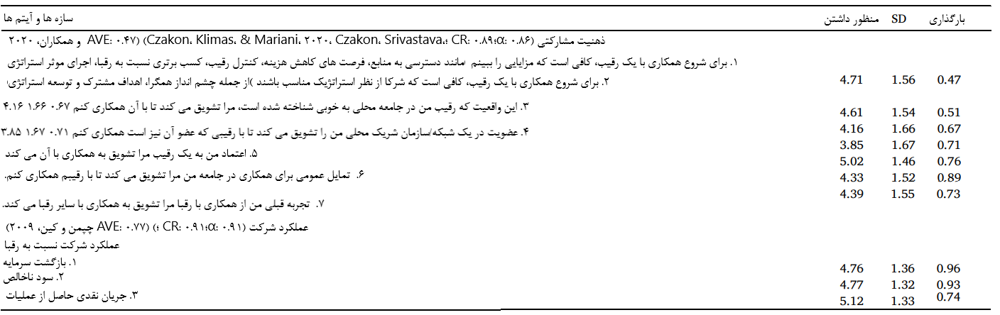 سازه ها و آیتم ها منظور داشتن SD بارگذاری
ذهنیت مشارکتی (α: ۰.۸۶؛CR: ۰.۸۹ ؛،Czakon، Klimas، & Mariani، ۲۰۲۰، Czakon، Srivastava) (AVE: ۰.۴۷ و همکاران، ۲۰۲۰
۱. برای شروع همکاری با یک رقیب، کافی است که مزایایی را ببینم مانند دسترسی به منابع، فرصت های کاهش هزینه، کنترل رقیب، کسب برتری نسبت به رقبا، اجرای موثر استراتژی
۲. برای شروع همکاری با یک رقیب، کافی است که شرکا از نظر استراتژیک مناسب باشند )از جمله چشم انداز همگرا، اهداف مشترک و توسعه استراتژی( 4.71 1.56 0.47
۳. این واقعیت که رقیب من در جامعه محلی به خوبی شناخته شده است، مرا تشویق می کند تا با آن همکاری کنم ۰.۶۷ ۱.۶۶ ۴.۱۶
4.61 1.54 0.51
۴. عضویت در یک شبکه/سازمان شریک محلی من را تشویق می کند تا با رقیبی که عضو آن نیز است همکاری کنم ۰.۷۱ ۱.۶۷ ۳.۸۵
4.16 1.66 0.67
3.85 1.67 0.71
۵. اعتماد من به یک رقیب مرا تشویق به همکاری با آن می کند
5.02 1.46 0.76
۶. تمایل عمومی برای همکاری در جامعه من مرا تشویق می کند تا با رقیبم همکاری کنم.
4.33 1.52 0.89
4.39 1.55 0.73
۷. تجربه قبلی من از همکاری با رقبا مرا تشویق به همکاری با سایر رقبا می کند.
عملکرد شرکت (α: ۰.۹۱؛CR: ۰.۹۱ ؛) (AVE: ۰.۷۷ چپمن و کین، ۲۰۰۹)
عملکرد شرکت نسبت به رقبا
۱. بازگشت سرمایه 4.76 1.36 0.96
۲. سود ناخالص 4.77 1.32 0.93
۳. جریان نقدی حاصل از عملیات 5.12 1.33 0.74